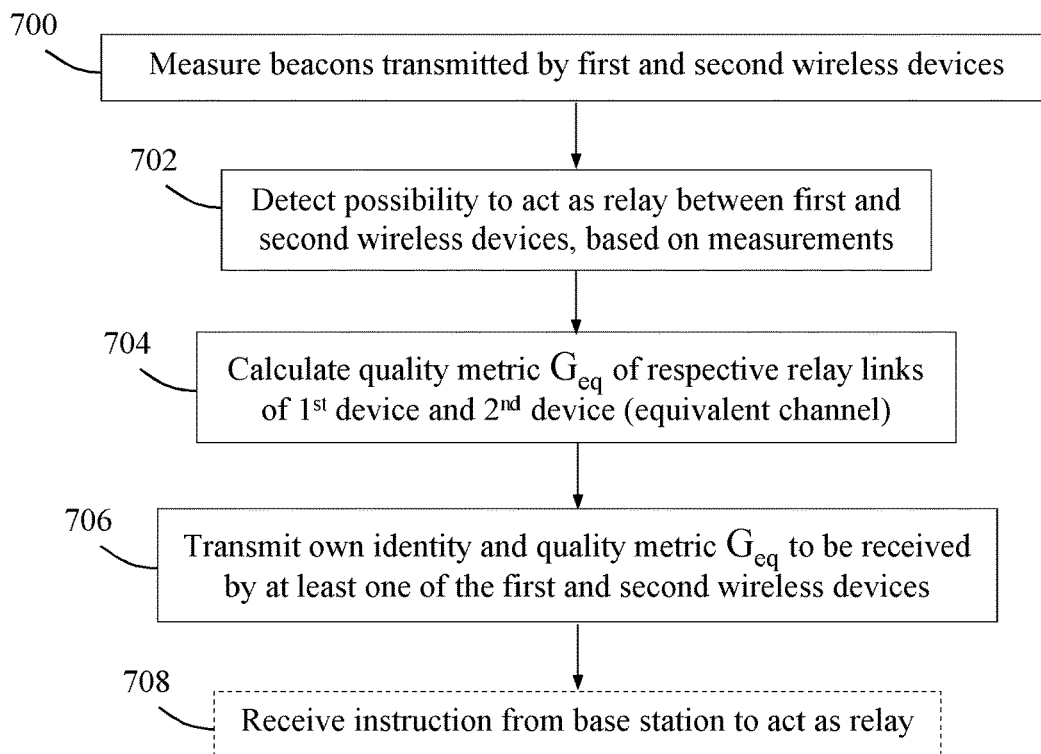 700
Measure beacons transmitted by first and second wireless devices
702
Detect possibility to act as relay between first and
second wireless devices, based on measurements
704
Calculate quality metric Geq of respective relay links
of 1st device and 2nd device (equivalent channel)
706
Transmit own identity and quality metric Geq to be received
by at least one of the first and second wireless devices
708
Receive instruction from base station to act as relay